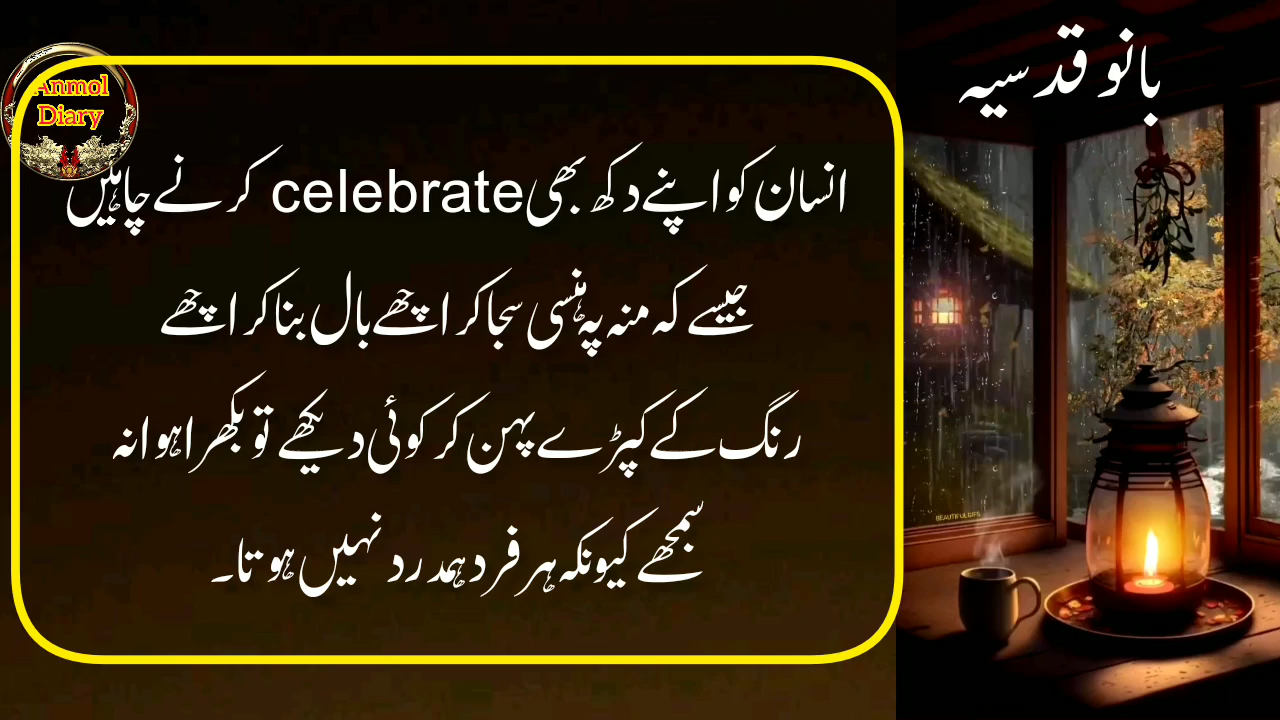 بانو قدسیہ
Anmol
Diary
انسان کو اپنے دکھ بھی celebrate کرنے چاہیں
جیسے کہ منہ پہ ہنسی سجا کر اچھے بال بنا کر اچھے
رنگ کے کپڑے پہن کر کوئی دیکھے تو بکھرا ہوا نہ
سمجھے کیونکہ ہر فرد ہمدرد نہیں ہوتا۔
BEAUTIFULGIFS